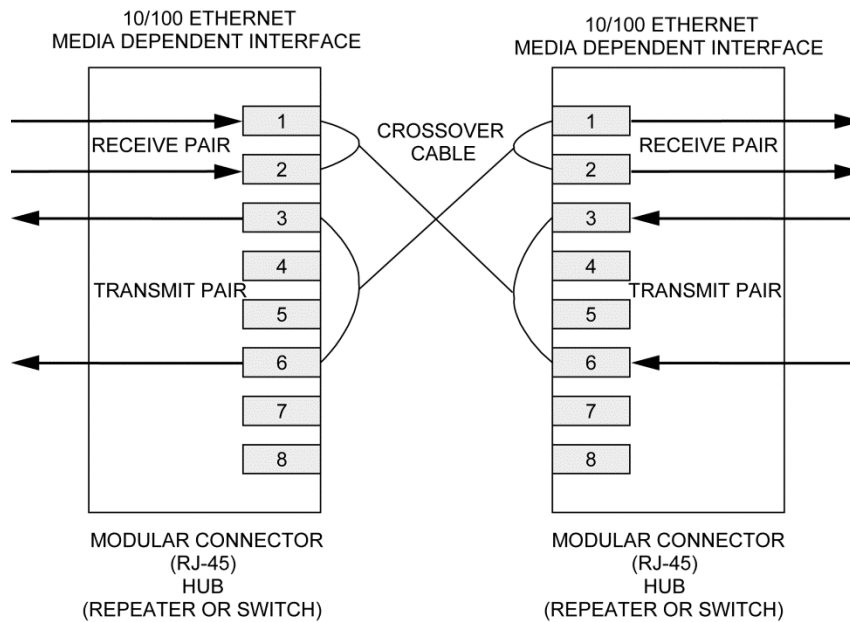 10/100 ETHERNET
MEDIA DEPENDENT INTERFACE
1
RECEIVE PAIR
2
3
4
TRANSMIT PAIR
5
6
7
8
MODULAR CONNECTOR
(RJ-45)
HUB
(REPEATER OR SWITCH)
CROSSOVER
CABLE
10/100 ETHERNET
MEDIA DEPENDENT INTERFACE
1
RECEIVE PAIR
2
3
4
TRANSMIT PAIR
5
6
7
8
MODULAR CONNECTOR
(RJ-45)
HUB
(REPEATER OR SWITCH)